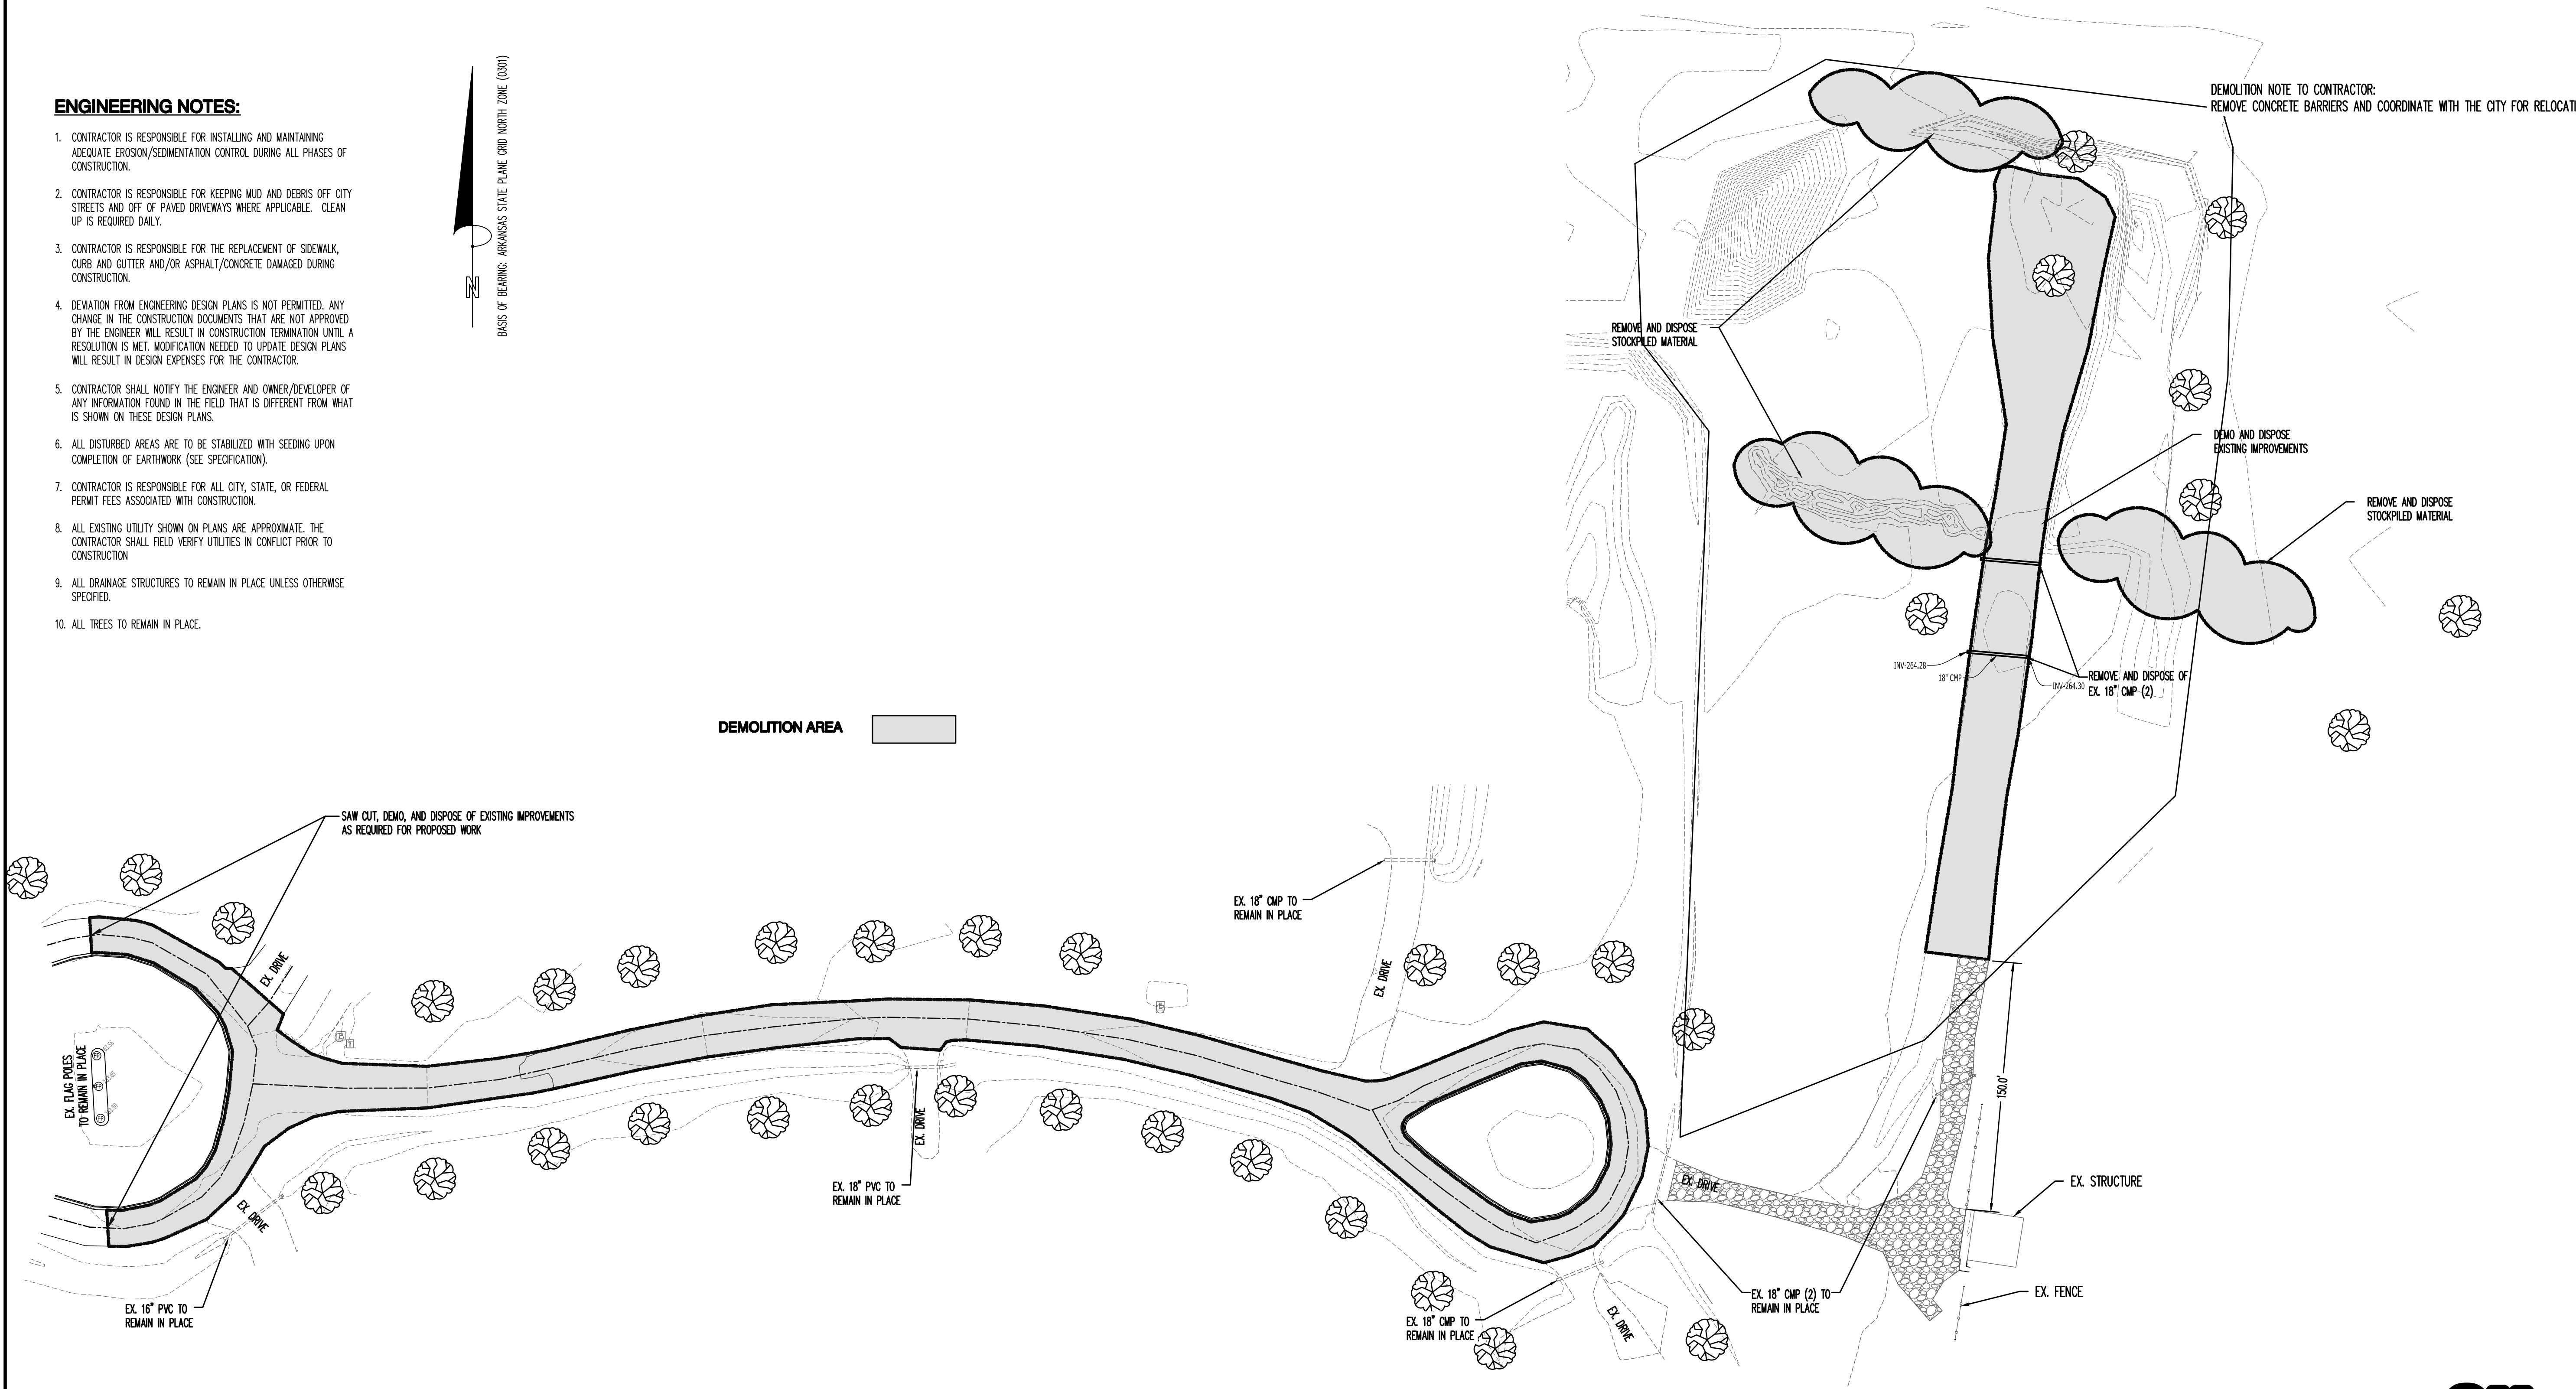 ENGINEERING NOTES:
1. CONTRACTOR IS RESPONSIBLE FOR INSTALLING AND MAINTAINING
ADEQUATE EROSION/SEDIMENTATION CONTROL DURING ALL PHASES OF
CONSTRUCTION.
2. CONTRACTOR IS RESPONSIBLE FOR KEEPING MUD AND DEBRIS OFF CITY
STREETS AND OFF OF PAVED DRIVEWAYS WHERE APPLICABLE. CLEAN
UP IS REQUIRED DAILY.
3. CONTRACTOR IS RESPONSIBLE FOR THE REPLACEMENT OF SIDEWALK,
CURB AND GUTTER AND/OR ASPHALT/CONCRETE DAMAGED DURING
CONSTRUCTION.
4. DEVIATION FROM ENGINEERING DESIGN PLANS IS NOT PERMITTED. ANY
CHANGE IN THE CONSTRUCTION DOCUMENTS THAT ARE NOT APPROVED
BY THE ENGINEER WILL RESULT IN CONSTRUCTION TERMINATION UNTIL A
RESOLUTION IS MET. MODIFICATION NEEDED TO UPDATE DESIGN PLANS
WILL RESULT IN DESIGN EXPENSES FOR THE CONTRACTOR.
5. CONTRACTOR SHALL NOTIFY THE ENGINEER AND OWNER/DEVELOPER OF
ANY INFORMATION FOUND IN THE FIELD THAT IS DIFFERENT FROM WHAT
IS SHOWN ON THESE DESIGN PLANS.
6. ALL DISTURBED AREAS ARE TO BE STABILIZED WITH SEEDING UPON
COMPLETION OF EARTHWORK (SEE SPECIFICATION).
7. CONTRACTOR IS RESPONSIBLE FOR ALL CITY, STATE, OR FEDERAL
PERMIT FEES ASSOCIATED WITH CONSTRUCTION.
8. ALL EXISTING UTILITY SHOWN ON PLANS ARE APPROXIMATE. THE
CONTRACTOR SHALL FIELD VERIFY UTILITIES IN CONFLICT PRIOR TO
CONSTRUCTION
9. ALL DRAINAGE STRUCTURES TO REMAIN IN PLACE UNLESS OTHERWISE
SPECIFIED.
10. ALL TREES TO REMAIN IN PLACE.
N
BASIS OF BEARING: ARKANSAS STATE PLANE GRID NORTH ZONE (0301)
DEMOLITION NOTE TO CONTRACTOR:
REMOVE CONCRETE BARRIERS AND COORDINATE WITH THE CITY FOR RELOCATI
REMOVE AND DISPOSE
STOCKPILED MATERIAL
DEMO AND DISPOSE
EXISTING IMPROVEMENTS
REMOVE AND DISPOSE
STOCKPILED MATERIAL
INV-264.28
18" CMP
INV-264.30
REMOVE AND DISPOSE OF
EX. 18" CMP (2)
DEMOLITION AREA
SAW CUT, DEMO, AND DISPOSE OF EXISTING IMPROVEMENTS
AS REQUIRED FOR PROPOSED WORK
EX. 18" CMP TO
REMAIN IN PLACE
EX. DRIVE
EX. DRIVE
EX. FLAG POLES
TO REMAIN IN PLACE
150.0'
EX. DRIVE
EX. DRIVE
EX. STRUCTURE
EX. 18" PVC TO
REMAIN IN PLACE
EX. DRIVE
EX. FENCE
EX. 18" CMP (2) TO
REMAIN IN PLACE
EX. 16" PVC TO
REMAIN IN PLACE
EX. 18" CMP TO
REMAIN IN PLACE
EX. DRIVE